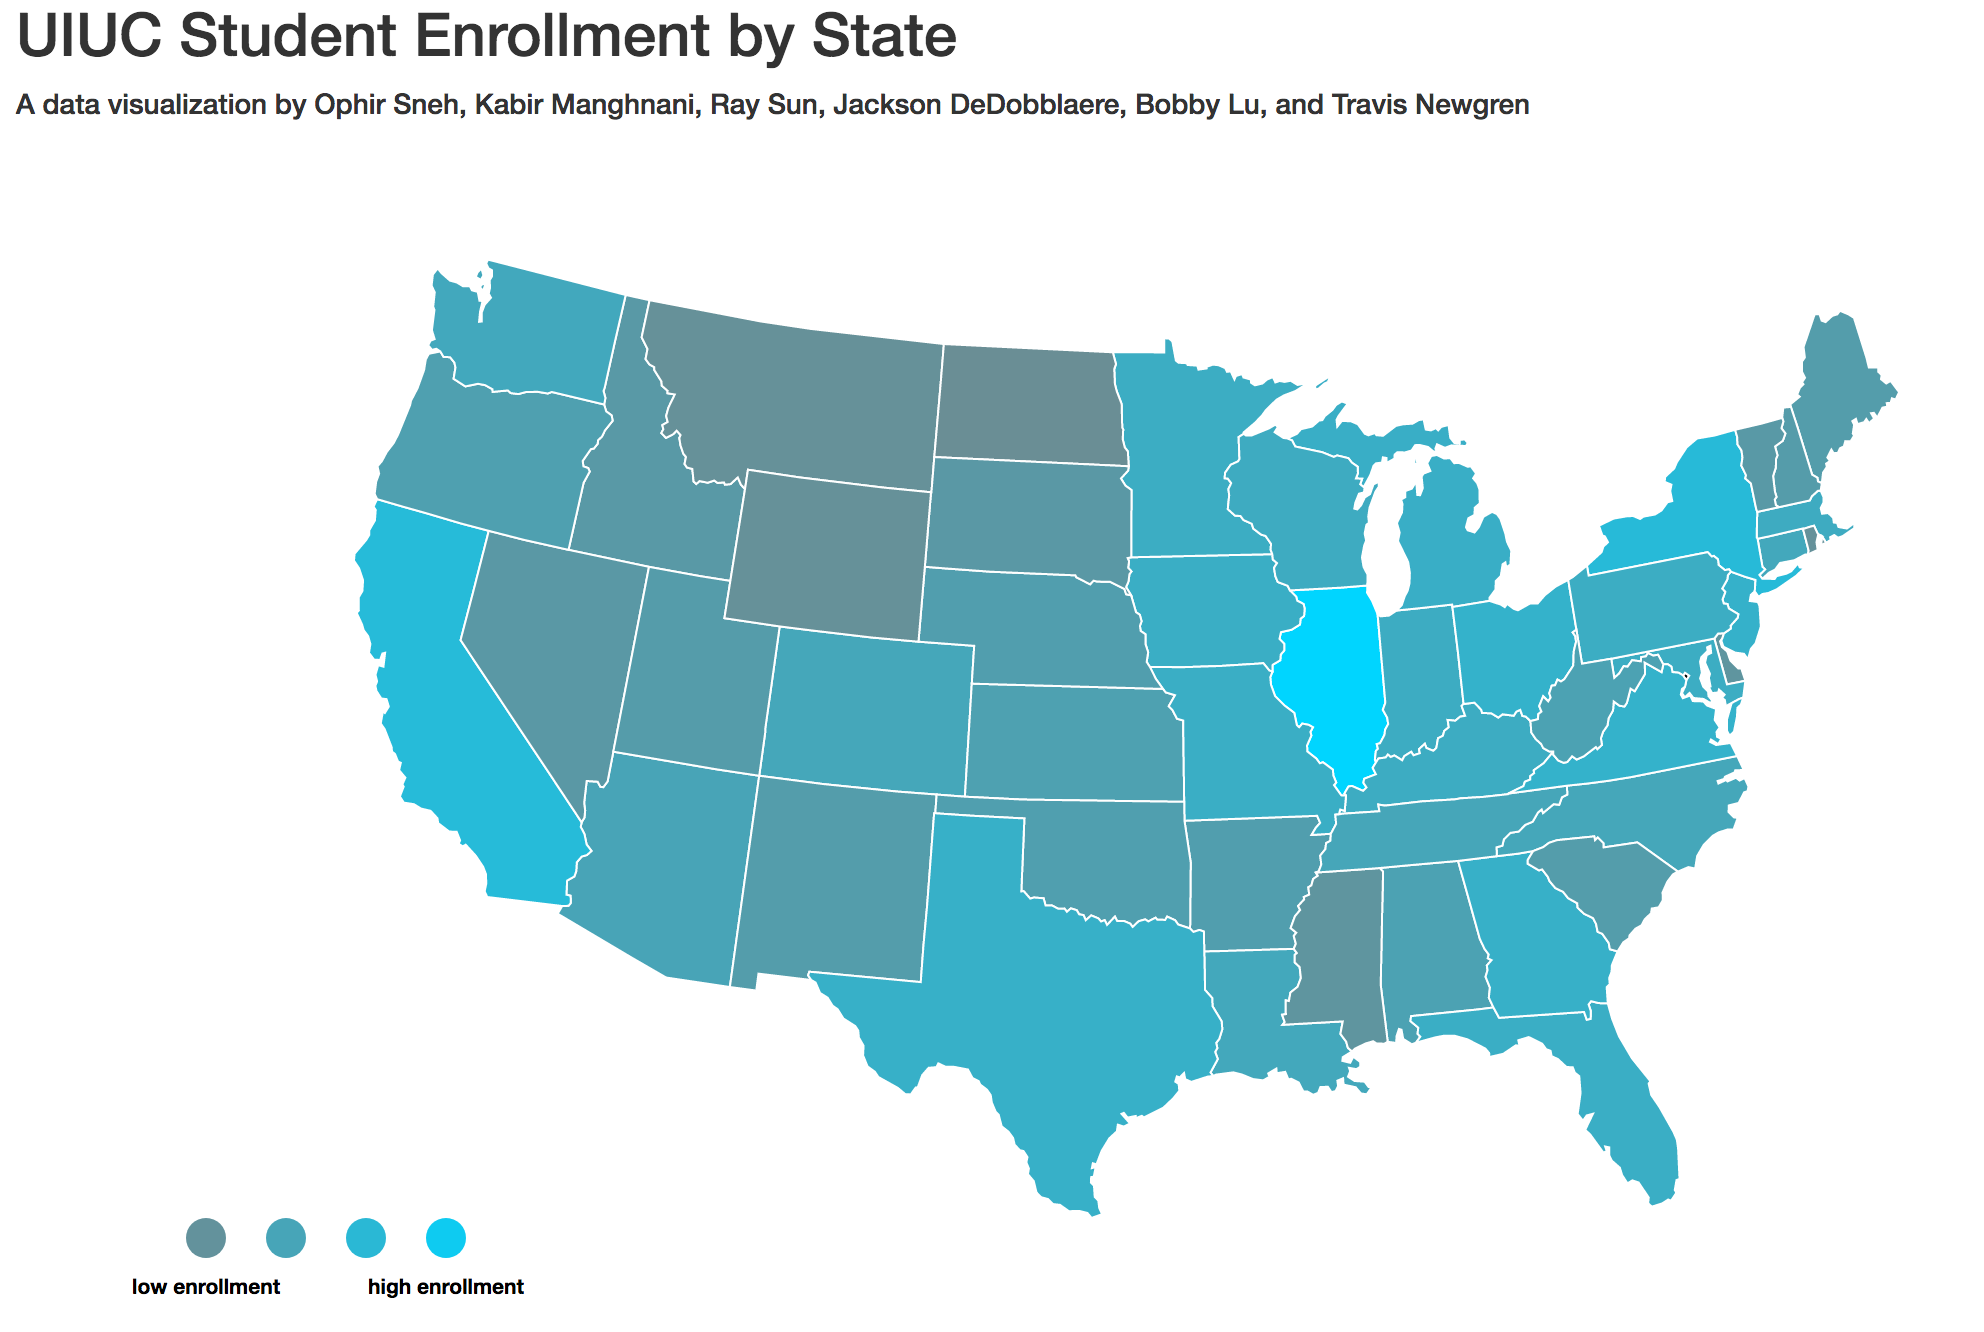 UIUC Student Enrollment by State
A data visualization by Ophir Sneh, Kabir Manghnani, Ray Sun, Jackson DeDobblaere, Bobby Lu, and Travis Newgren
low enrollment
high enrollment